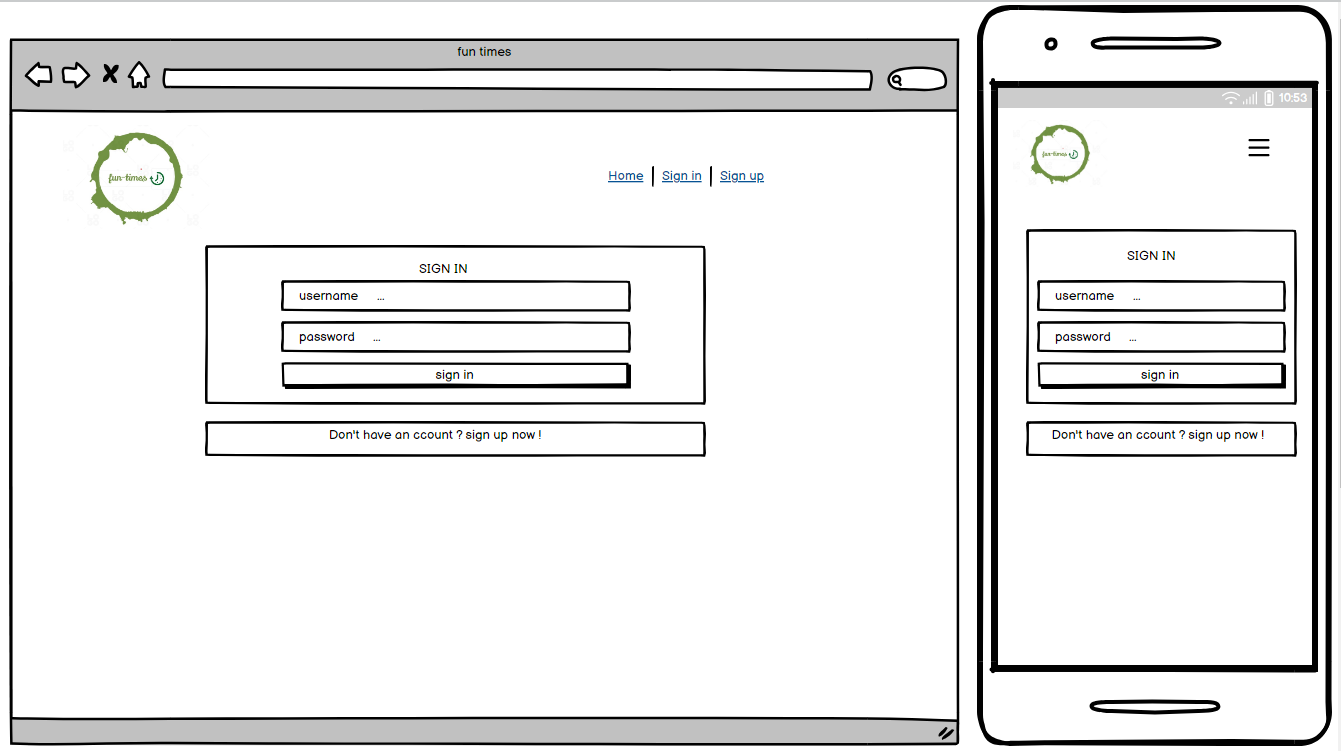 fun times
fun-times
Home | Sign in | Sign up
SIGN IN
username ...
password ...
sign in
Don't have an ccount ? sign up now !
10:53
fun-times
SIGN IN
username ...
password ...
sign in
Don't have an ccount ? sign up now !